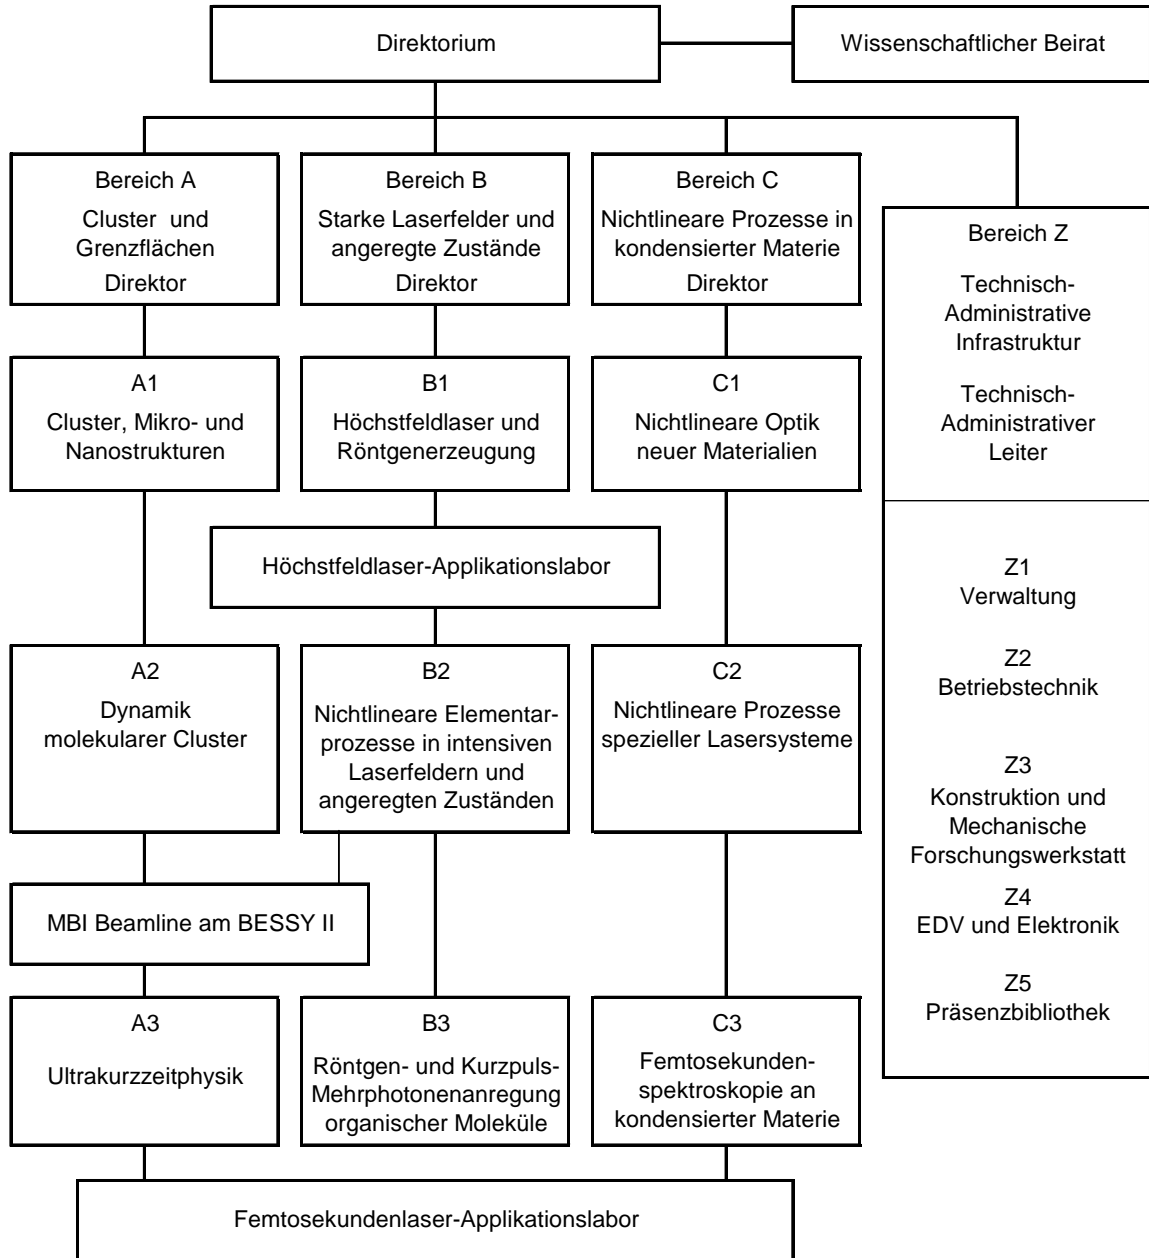 Direktorium
Wissenschaftlicher Beirat
Bereich A
Cluster und
Grenzflächen
Direktor
Bereich B
Starke Laserfelder und
angeregte Zustände
Direktor
Bereich C
Nichtlineare Prozesse in
kondensierter Materie
Direktor
Bereich Z
Technisch-
Administrative
Infrastruktur
Technisch-
Administrativer
Leiter
A1
Cluster, Mikro- und
Nanostrukturen
B1
Höchstfeldlaser und
Röntgenerzeugung
C1
Nichtlineare Optik
neuer Materialien
Höchstfeldlaser-Applikationslabor
Z1
Verwaltung
A2
Dynamik
molekularer Cluster
B2
Nichtlineare Elementar-
prozesse in intensiven
Laserfeldern und
angeregten Zuständen
C2
Nichtlineare Prozesse
spezieller Lasersysteme
Z2
Betriebstechnik
Z3
Konstruktion und
Mechanische
Forschungswerkstatt
MBI Beamline am BESSY II
Z4
EDV und Elektronik
Z5
Präsenzbibliothek
A3
Ultrakurzzeitphysik
B3
Röntgen- und Kurzpuls-
Mehrphotonenanregung
organischer Moleküle
C3
Femtosekunden-
spektroskopie an
kondensierter Materie
Femtosekundenlaser-Applikationslabor